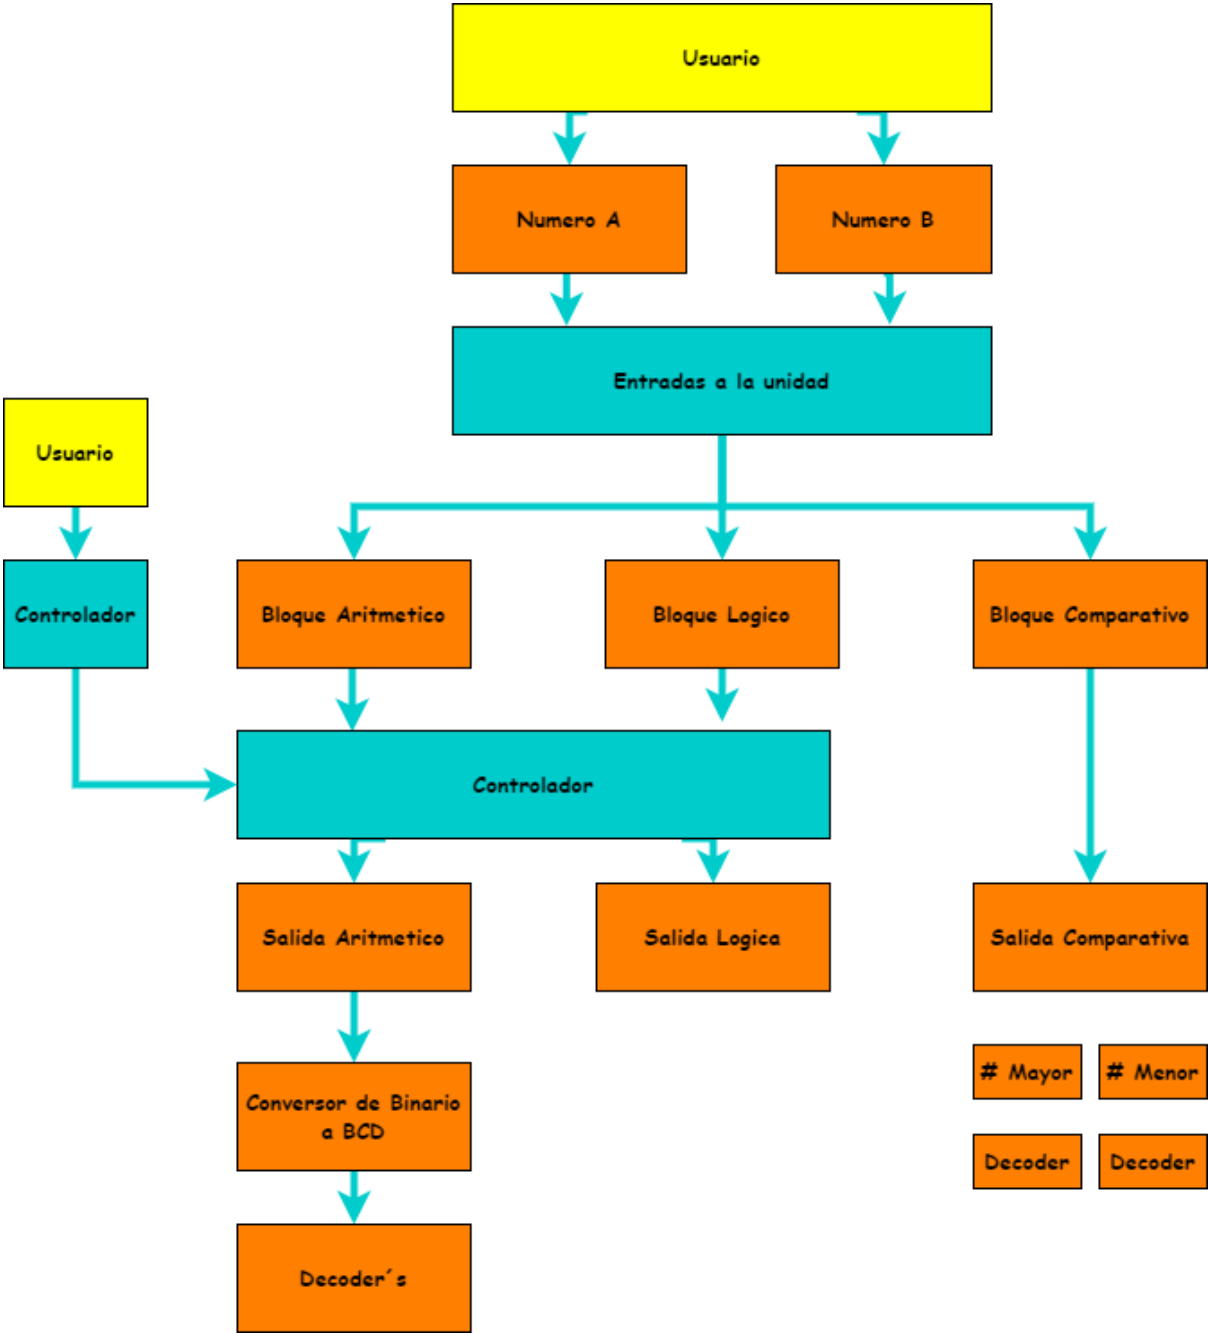 Usuario
Numero A
Numero B
Entradas a la unidad
Usuario
Controlador
Bloque Aritmetico
Bloque Logico
Bloque Comparativo
Controlador
Salida Aritmetico
Salida Logica
Salida Comparativa
# Mayor
# Menor
Conversor de Binario
a BCD
Decoder
Decoder
Decoder´s